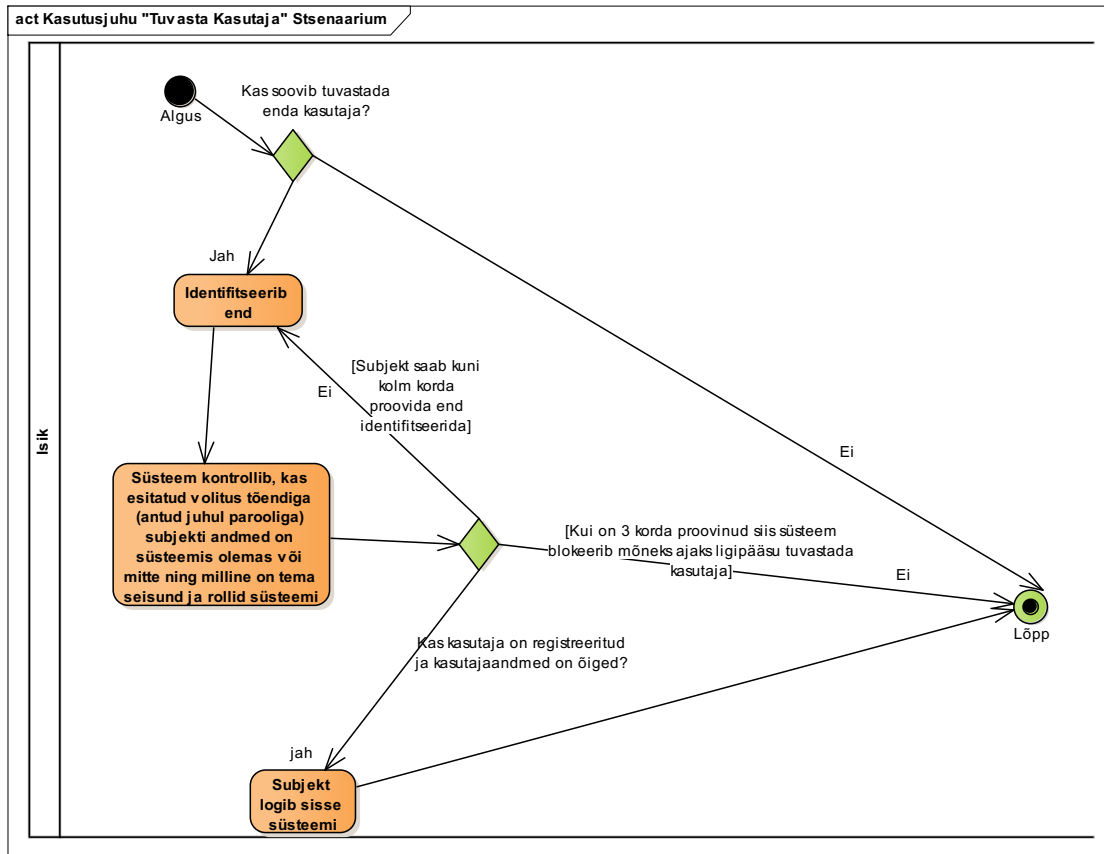 act Kasutusjuhu "Tuvasta Kasutaja" Stsenaarium
Isik
Algus
Kas soovib tuvastada
enda kasutaja?
Jah
Identifitseerib
end
[Subjekt saab kuni
kolm korda
proovida end
identifitseerida]
Ei
Ei
Süsteem kontrollib, kas
esitatud volitus tõendiga
(antud juhul parooliga)
subjekti andmed on
süsteemis olemas või
mitte ning milline on tema
seisund ja rollid süsteemi
[Kui on 3 korda proovinud siis süsteem
blokeerib mõneks ajaks ligipääsu tuvastada
kasutaja]
Ei
Lõpp
Kas kasutaja on registreeritud
ja kasutajaandmed on õiged?
jah
Subjekt
logib sisse
süsteemi